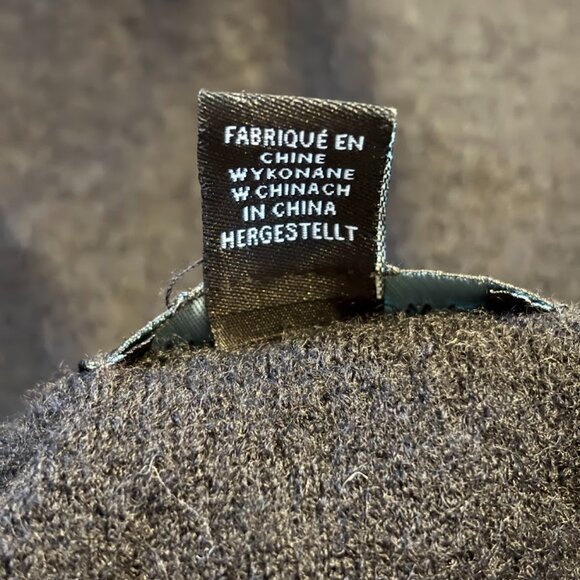 FABRIQUÉ EN
CHINE
WYKONANE
W CHINACH
IN CHINA
HERGESTELLT